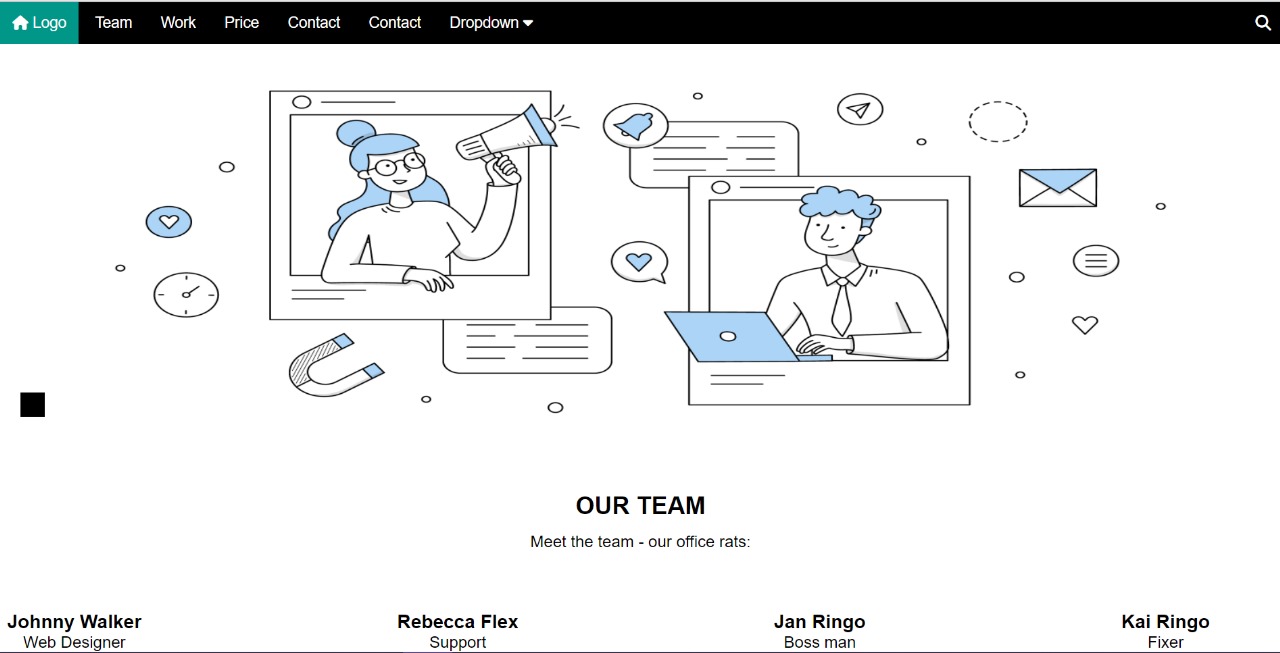 Logo Team Work Price Contact Contact Dropdown
OUR TEAM
Meet the team - our office rats:
Johnny Walker Rebecca Flex Jan Ringo Kai Ringo
Web Designer Support Boss man Fixer